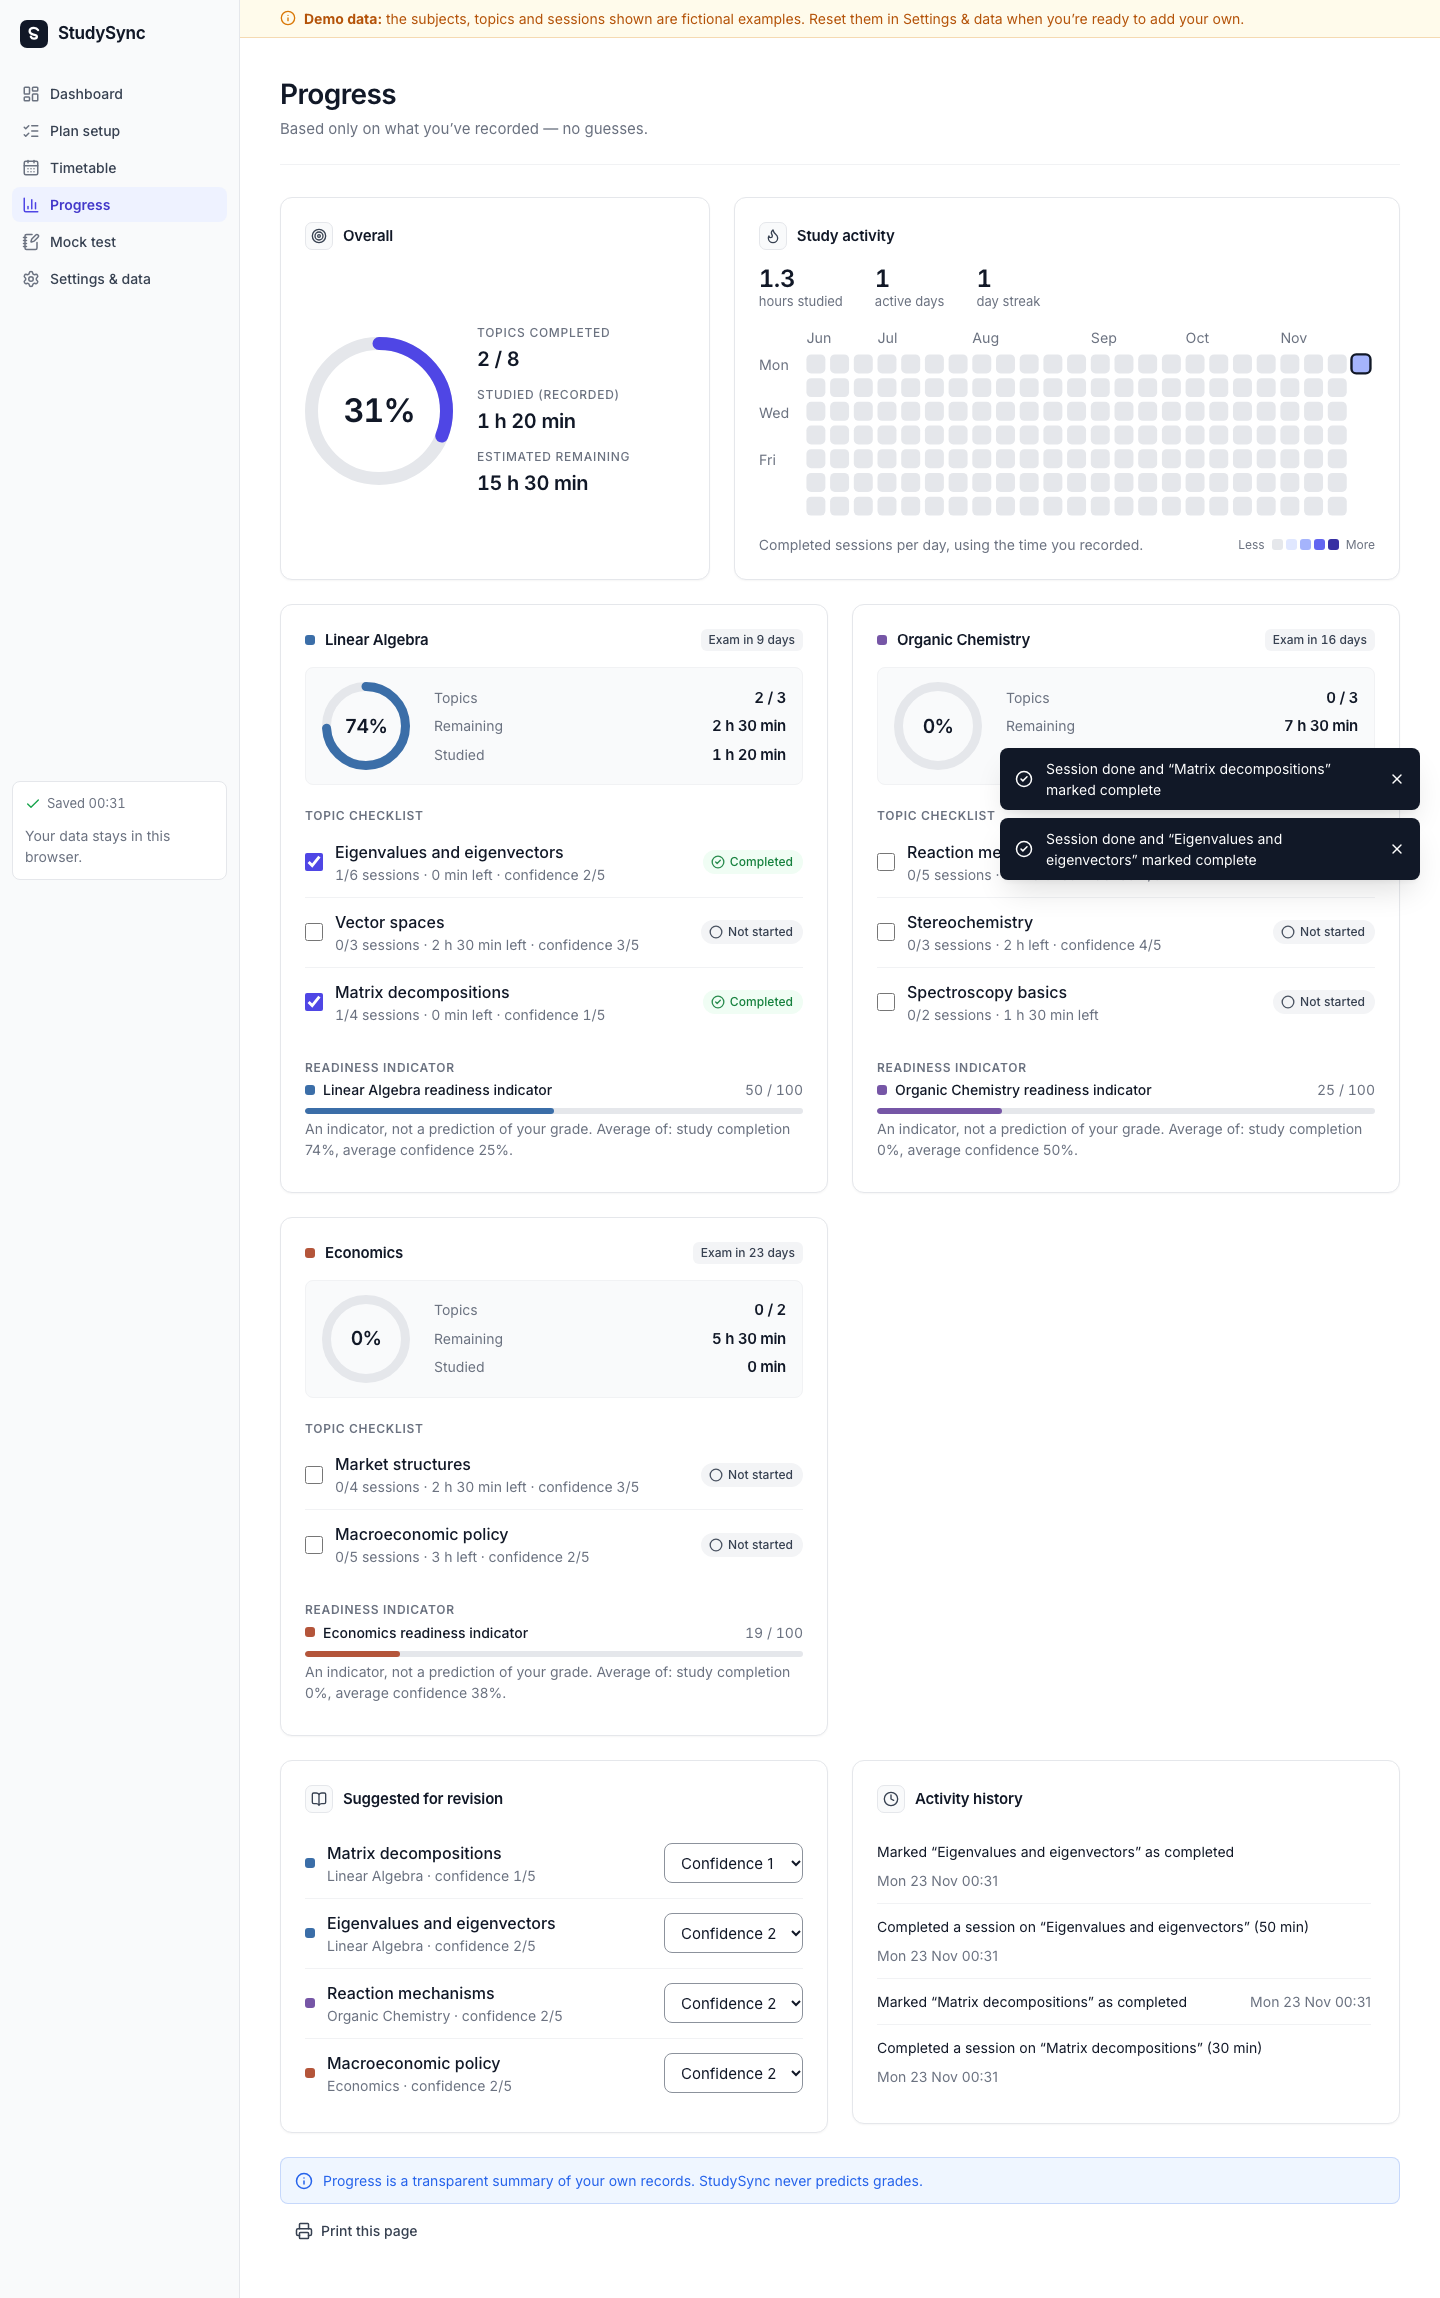 StudySync
Dashboard
Plan setup
Timetable
Progress
Mock test
Settings & data
Saved 00:31
Your data stays in this
browser.
Demo data: the subjects, topics and sessions shown are fictional examples. Reset them in Settings & data when you’re ready to add your own.
Progress
Based only on what you’ve recorded — no guesses.
Overall
31%
TOPICS COMPLETED
2 / 8
STUDIED (RECORDED)
1 h 20 min
ESTIMATED REMAINING
15 h 30 min
Study activity
1.3 1 1
hours studied active days day streak
Jun Jul Aug Sep Oct Nov
Mon
Wed
Fri
Completed sessions per day, using the time you recorded.
Less More
Linear Algebra Exam in 9 days
74%
Topics 2 / 3
Remaining 2 h 30 min
Studied 1 h 20 min
TOPIC CHECKLIST
Eigenvalues and eigenvectors
1/6 sessions · 0 min left · confidence 2/5
Completed
Vector spaces
0/3 sessions · 2 h 30 min left · confidence 3/5
Not started
Matrix decompositions
1/4 sessions · 0 min left · confidence 1/5
Completed
READINESS INDICATOR
Linear Algebra readiness indicator 50 / 100
An indicator, not a prediction of your grade. Average of: study completion
74%, average confidence 25%.
Organic Chemistry Exam in 16 days
0%
Topics 0 / 3
Remaining 7 h 30 min
Session done and “Matrix decompositions”
marked complete
Session done and “Eigenvalues and
eigenvectors” marked complete
TOPIC CHECKLIST
Reaction
0/5 sessions ·
Stereochemistry
0/3 sessions · 2 h left · confidence 4/5
Not started
Spectroscopy basics
0/2 sessions · 1 h 30 min left
Not started
READINESS INDICATOR
Organic Chemistry readiness indicator 25 / 100
An indicator, not a prediction of your grade. Average of: study completion
0%, average confidence 50%.
Economics Exam in 23 days
0%
Topics 0 / 2
Remaining 5 h 30 min
Studied 0 min
TOPIC CHECKLIST
Market structures
0/4 sessions · 2 h 30 min left · confidence 3/5
Not started
Macroeconomic policy
0/5 sessions · 3 h left · confidence 2/5
Not started
READINESS INDICATOR
Economics readiness indicator 19 / 100
An indicator, not a prediction of your grade. Average of: study completion
0%, average confidence 38%.
Suggested for revision
Matrix decompositions
Linear Algebra · confidence 1/5
Confidence 1
Eigenvalues and eigenvectors
Linear Algebra · confidence 2/5
Confidence 2
Reaction mechanisms
Organic Chemistry · confidence 2/5
Confidence 2
Macroeconomic policy
Economics · confidence 2/5
Confidence 2
Activity history
Marked “Eigenvalues and eigenvectors” as completed
Mon 23 Nov 00:31
Completed a session on “Eigenvalues and eigenvectors” (50 min)
Mon 23 Nov 00:31
Marked “Matrix decompositions” as completed Mon 23 Nov 00:31
Completed a session on “Matrix decompositions” (30 min)
Mon 23 Nov 00:31
Progress is a transparent summary of your own records. StudySync never predicts grades.
Print this page